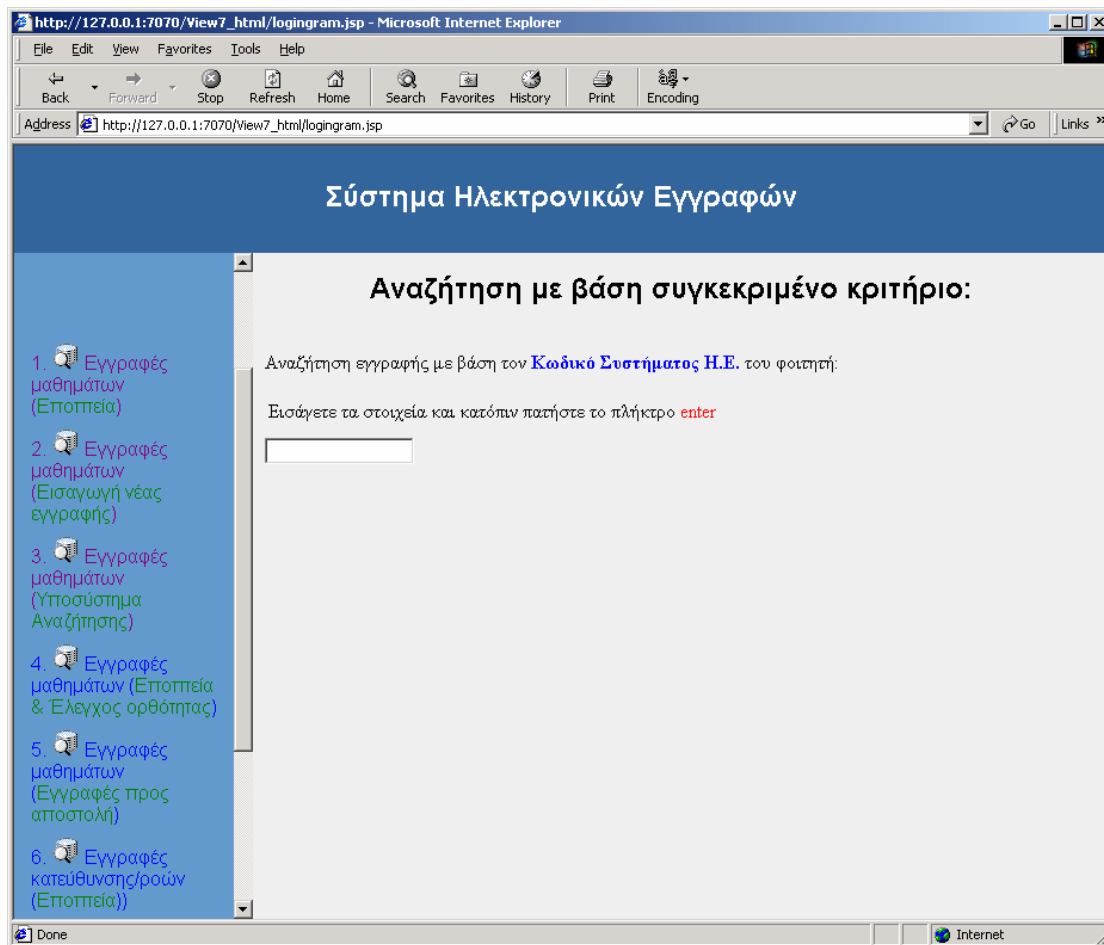 http://127.0.0.1:7070/View7_html/logingram.jsp - Microsoft Internet Explorer
File Edit View Favorites Tools Help
Back Forward Stop Refresh Home Search Favorites History Print Encoding
Address http://127.0.0.1:7070/View7_html/logingram.jsp Go Links »
Σύστημα Ηλεκτρονικών Εγγραφών
1. Εγγραφές
μαθημάτων
(Εποπτεία)
2. Εγγραφές
μαθημάτων
(Εισαγωγή νέας
εγγραφής)
3. Εγγραφές
μαθημάτων
(Υποσύστημα
Αναζήτησης)
4. Εγγραφές
μαθημάτων (Εποπτεία
& Έλεγχος ορθότητας)
5. Εγγραφές
μαθημάτων
(Εγγραφές προς
αποστολή)
6. Εγγραφές
κατεύθυνσης/ροών
(Εποπτεία))
Αναζήτηση με βάση συγκεκριμένο κριτήριο:
Αναζήτηση εγγραφής με βάση τον Κωδικό Συστήματος Η.Ε. του φοιτητή:
Εισάγετε τα στοιχεία και κατόπιν πατήστε το πλήκτρο enter
Done Internet